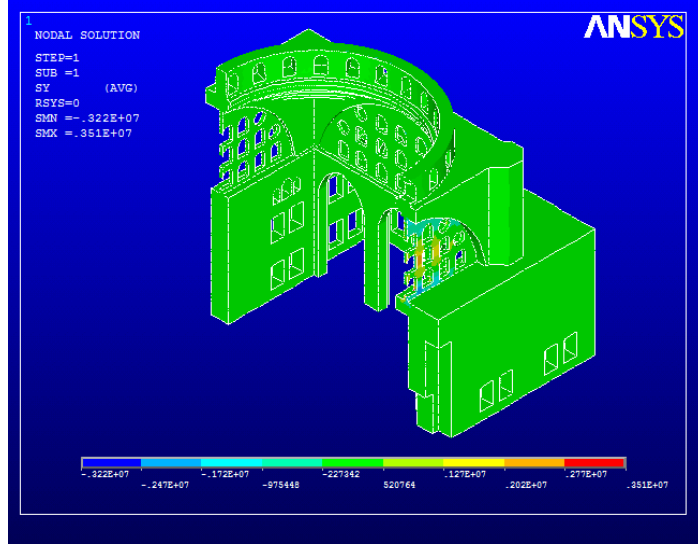 1
ANSYS
NODAL SOLUTION
STEP=1
SUB =1
SY (AVG)
RSYS=0
SMN =-.322E+07
SMX =.351E+07
-.322E+07 -.172E+07 -227342 .127E+07 .277E+07
-.247E+07 -975448 520764 .202E+07 .351E+07